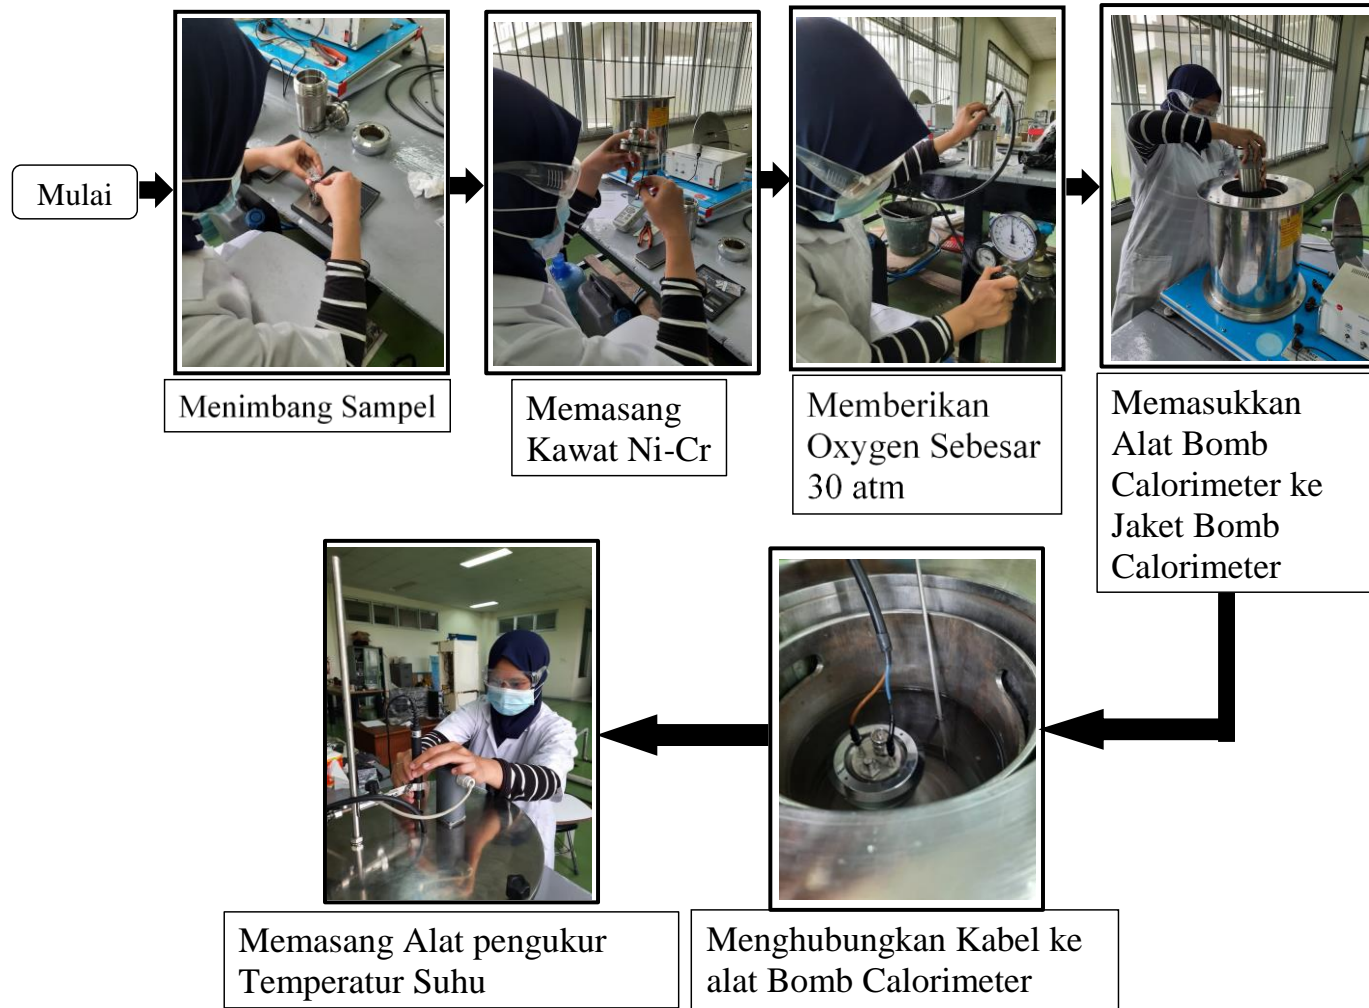 Mulai
Menimbang Sampel
Memasang
Kawat Ni-Cr
Memberikan
Oxygen Sebesar
30 atm
Memasukkan
Alat Bomb
Calorimeter ke
Jaket Bomb
Calorimeter
Menghubungkan Kabel ke
alat Bomb Calorimeter
Memasang Alat pengukur
Temperatur Suhu